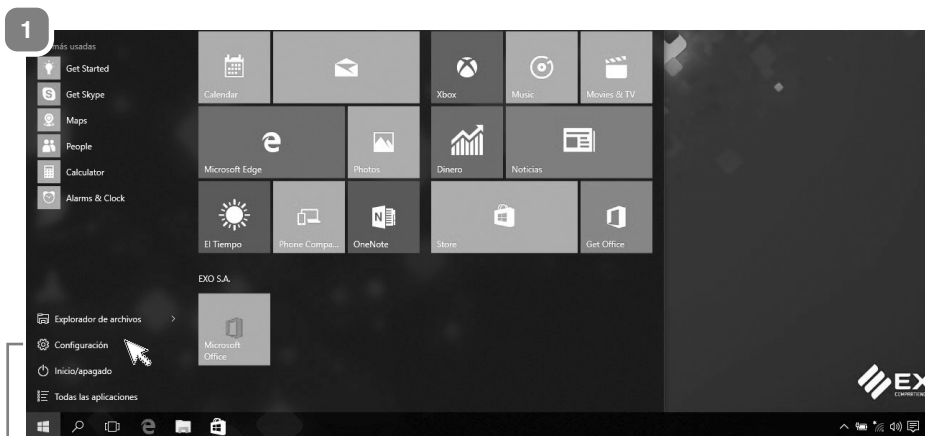 1
más usadas
Get Started
Get Skype
Maps
People
Calculator
Alarms & Clock
Explorador de archivos
Configuración
Inicio/apagado
Todas las aplicaciones
Calendar
Microsoft Edge
Photos
El Tiempo
Phone Compa...
OneNote
Xbox
Music
Movies & TV
Dinero
Noticias
Store
Get Office
EXO S.A.
Microsoft
Office
EX